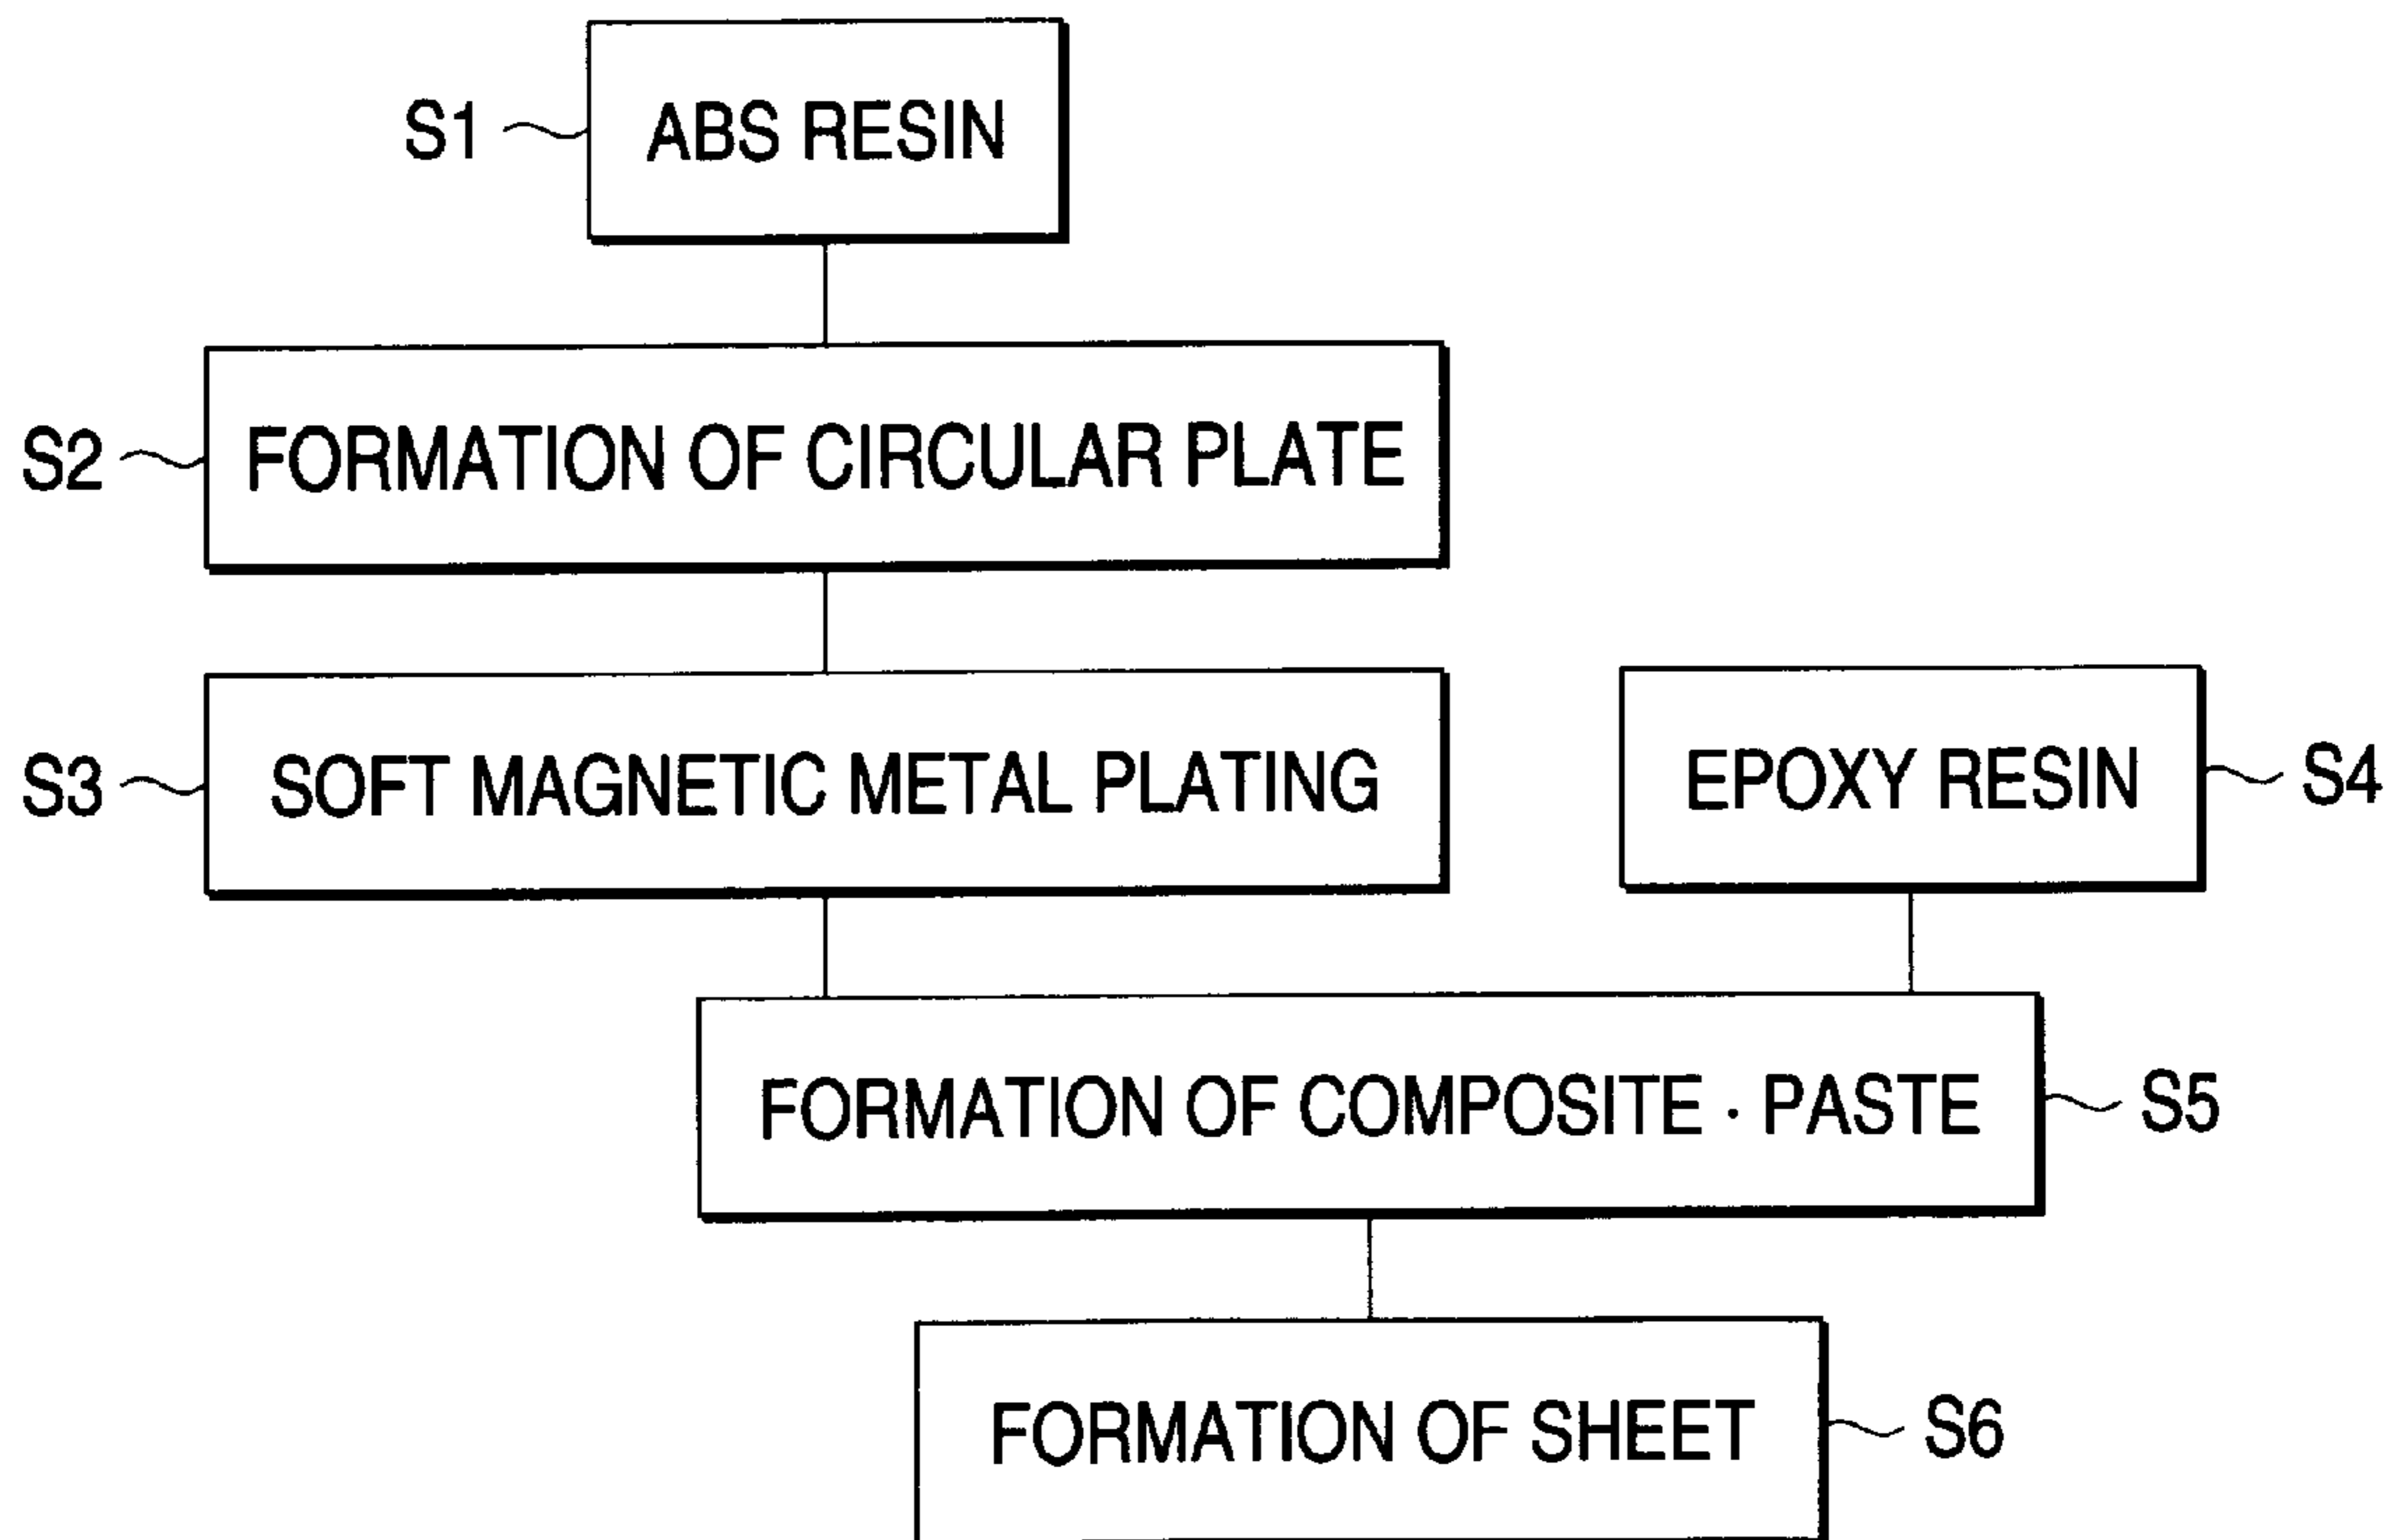 S1 ABS RESIN
S2 FORMATION OF CIRCULAR PLATE
S3 SOFT MAGNETIC METAL PLATING
EPOXY RESIN S4
FORMATION OF COMPOSITE · PASTE S5
FORMATION OF SHEET S6